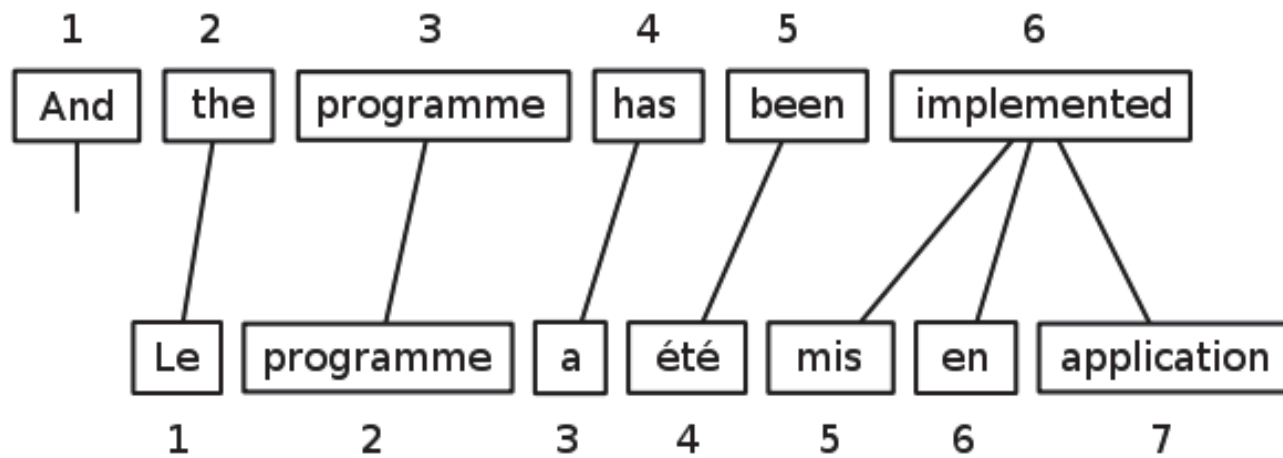 1 2 3 4 5 6
And the programme has been implemented
Le programme a été mis en application
1 2 3 4 5 6 7